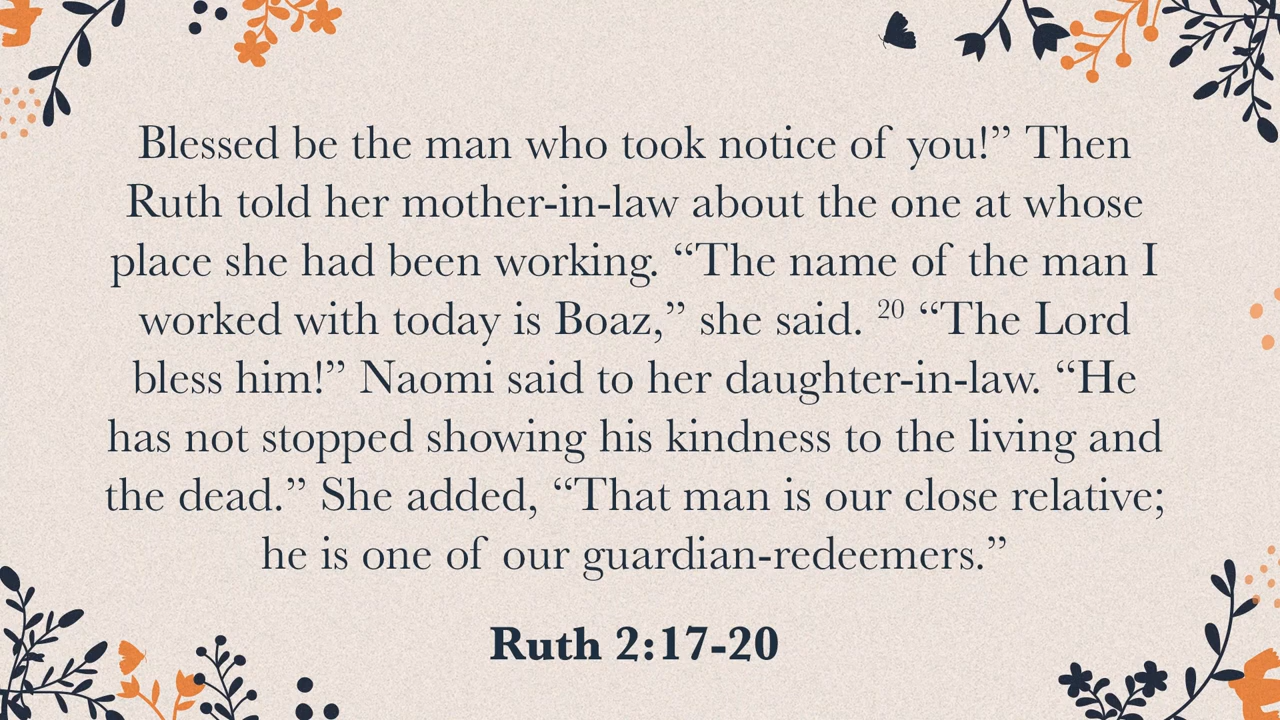 Blessed be the man who took notice of you!” Then
Ruth told her mother-in-law about the one at whose
place she had been working. “The name of the man I
worked with today is Boaz,” she said. 20 “The Lord
bless him!” Naomi said to her daughter-in-law. “He
has not stopped showing his kindness to the living and
the dead.” She added, “That man is our close relative;
he is one of our guardian-redeemers.”
Ruth 2:17-20